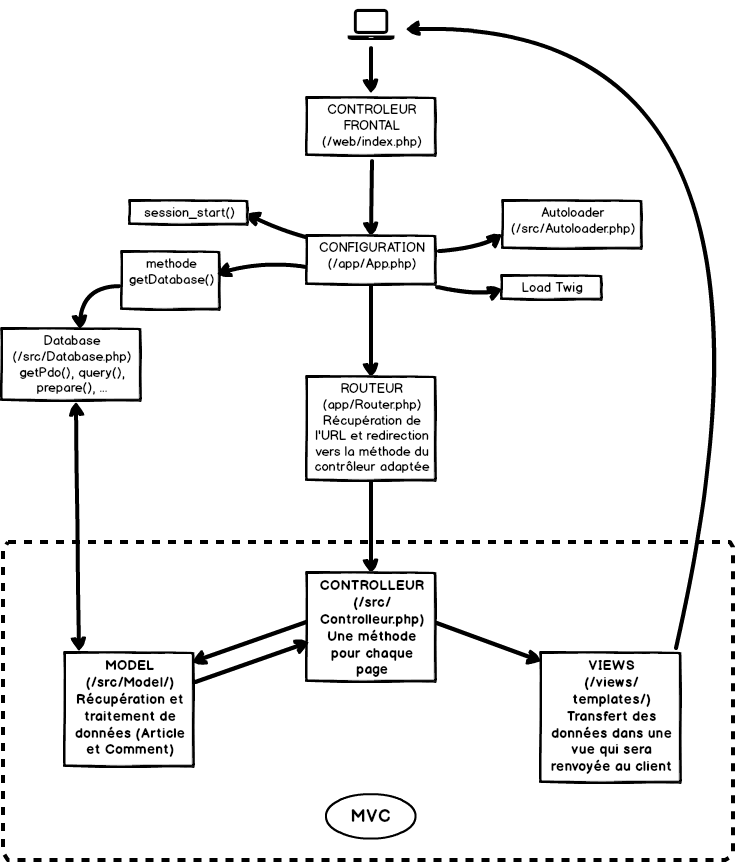 CONTROLEUR
FRONTAL
(/web/index.php)
session_start()
Autoloader
(/src/Autoloader.php)
CONFIGURATION
(/app/App.php)
methode
getDatabase()
Load Twig
Database
(/src/Database.php)
getPdo(), query(),
prepare(), ...
ROUTEUR
(app/Router.php)
Récupération de
l'URL et redirection
vers la méthode du
contrôleur adaptée
CONTROLLEUR
(/src/
Controlleur.php)
Une méthode
pour chaque
page
MODEL
(/src/Model/)
Récupération et
traitement de
données (Article
et Comment)
VIEWS
(/views/
templates/)
Transfert des
données dans une
vue qui sera
renvoyée au client
MVC